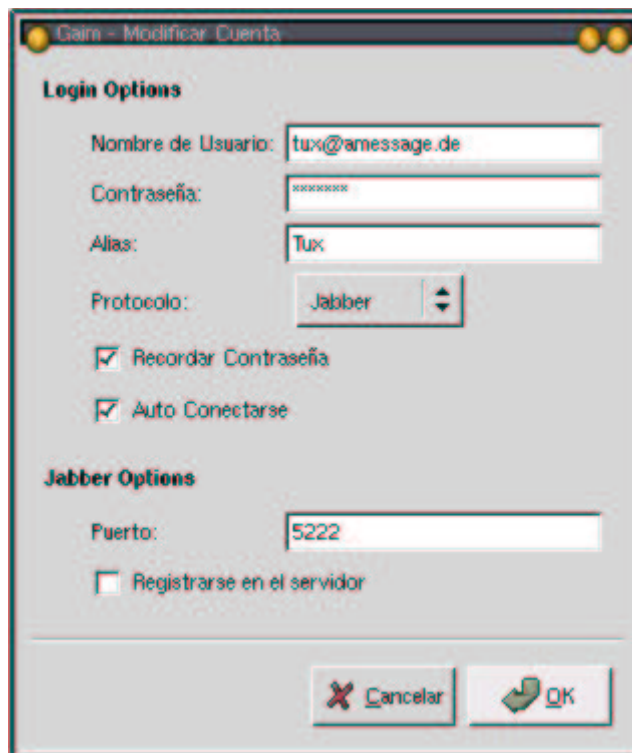 Gaim - Modificar Cuenta
Login Options
Nombre de Usuario: tux@amessage.de
Contraseña: *******
Alias: Tux
Protocolo: Jabber
Recordar Contraseña
Auto Conectarse
Jabber Options
Puerto: 5222
Registrarse en el servidor
Cancelar OK